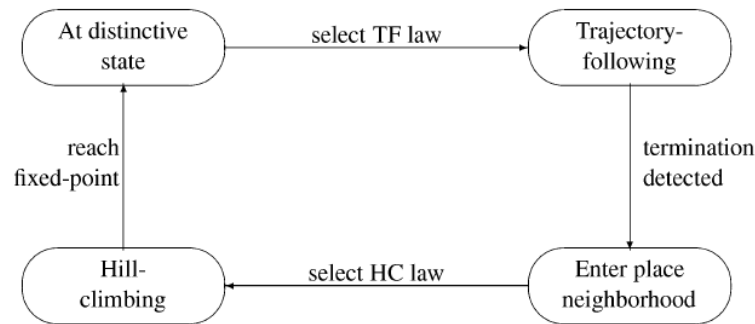 At distinctive
state
select TF law
Trajectory-
following
reach
fixed-point
termination
detected
Hill-
climbing
select HC law
Enter place
neighborhood